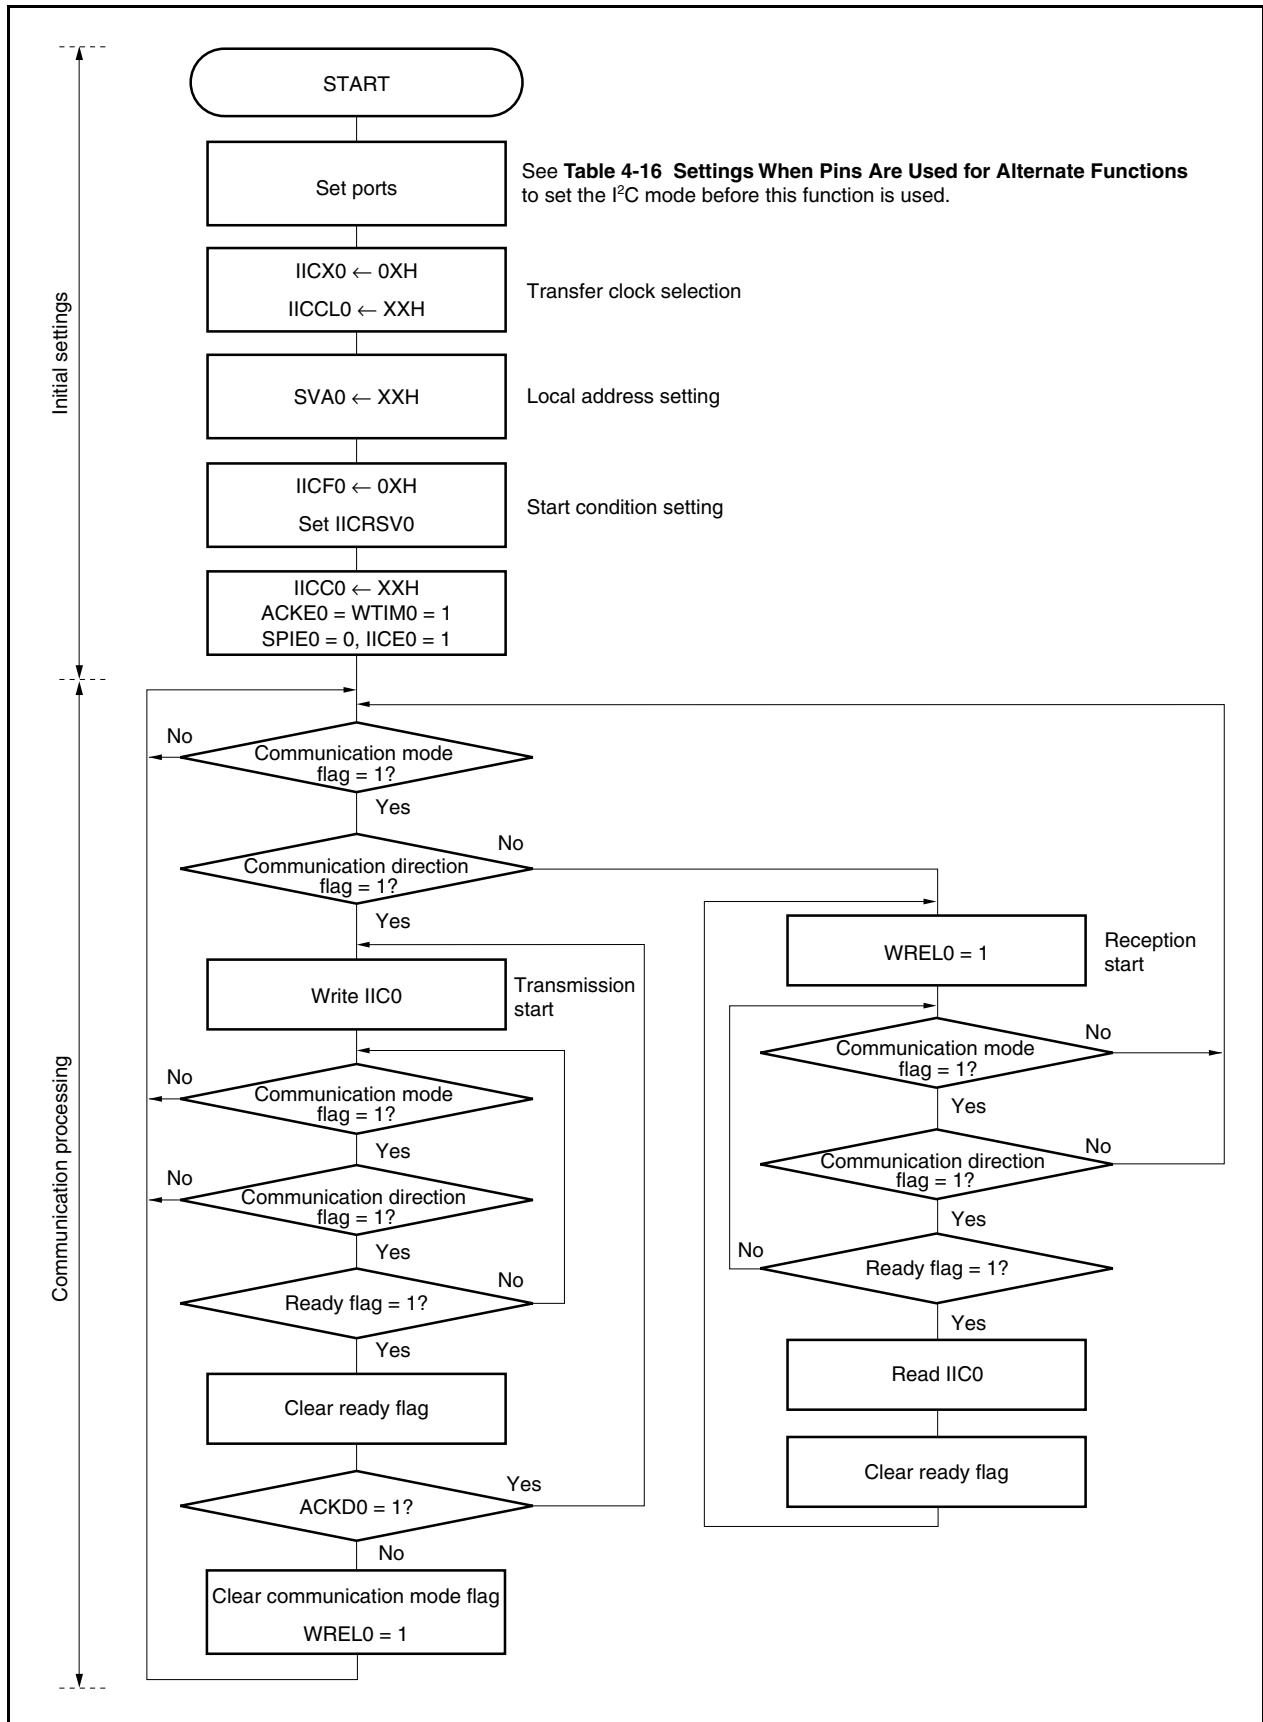 START
Set ports
See Table 4-16 Settings When Pins Are Used for Alternate Functions
to set the I²C mode before this function is used.
IICX0 ← 0XH
IICCL0 ← XXH
Transfer clock selection
Initial settings
SVA0 ← XXH
Local address setting
IICF0 ← 0XH
Set IICRSV0
Start condition setting
IICC0 ← XXH
ACKE0 = WTIM0 = 1
SPIE0 = 0, IICE0 = 1
No
Communication mode
flag = 1?
Yes
No
Communication direction
flag = 1?
Yes
Write IIC0
Transmission
start
No
Communication mode
flag = 1?
Yes
No
Communication direction
flag = 1?
Yes
No
Ready flag = 1?
Yes
Clear ready flag
Yes
ACKD0 = 1?
No
Clear communication mode flag
WREL0 = 1
Communication processing
WREL0 = 1
Reception
start
No
Communication mode
flag = 1?
Yes
No
Communication direction
flag = 1?
Yes
No
Ready flag = 1?
Yes
Read IIC0
Clear ready flag